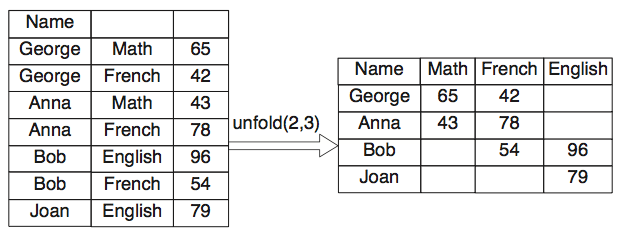 Name
George Math 65
George French 42
Anna Math 43
Anna French 78
Bob English 96
Bob French 54
Joan English 79
unfold(2,3)
Name Math French English
George 65 42
Anna 43 78
Bob 54 96
Joan 79